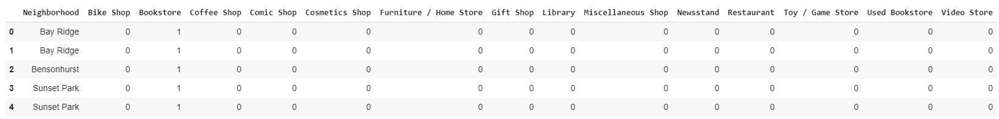 Neighborhood Bike Shop Bookstore Coffee Shop Comic Shop Cosmetics Shop Furniture / Home Store Gift Shop Library Miscellaneous Shop Newsstand Restaurant Toy / Game Store Used Bookstore Video Store
0 Bay Ridge 0 1 0 0 0 0 0 0 0 0 0 0 0 0
1 Bay Ridge 0 1 0 0 0 0 0 0 0 0 0 0 0 0
2 Bensonhurst 0 1 0 0 0 0 0 0 0 0 0 0 0 0
3 Sunset Park 0 1 0 0 0 0 0 0 0 0 0 0 0 0
4 Sunset Park 0 1 0 0 0 0 0 0 0 0 0 0 0 0